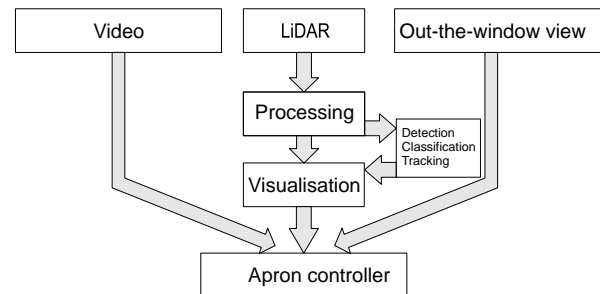 Video
LiDAR
Out-the-window view
Processing
Detection
Classification
Tracking
Visualisation
Apron controller